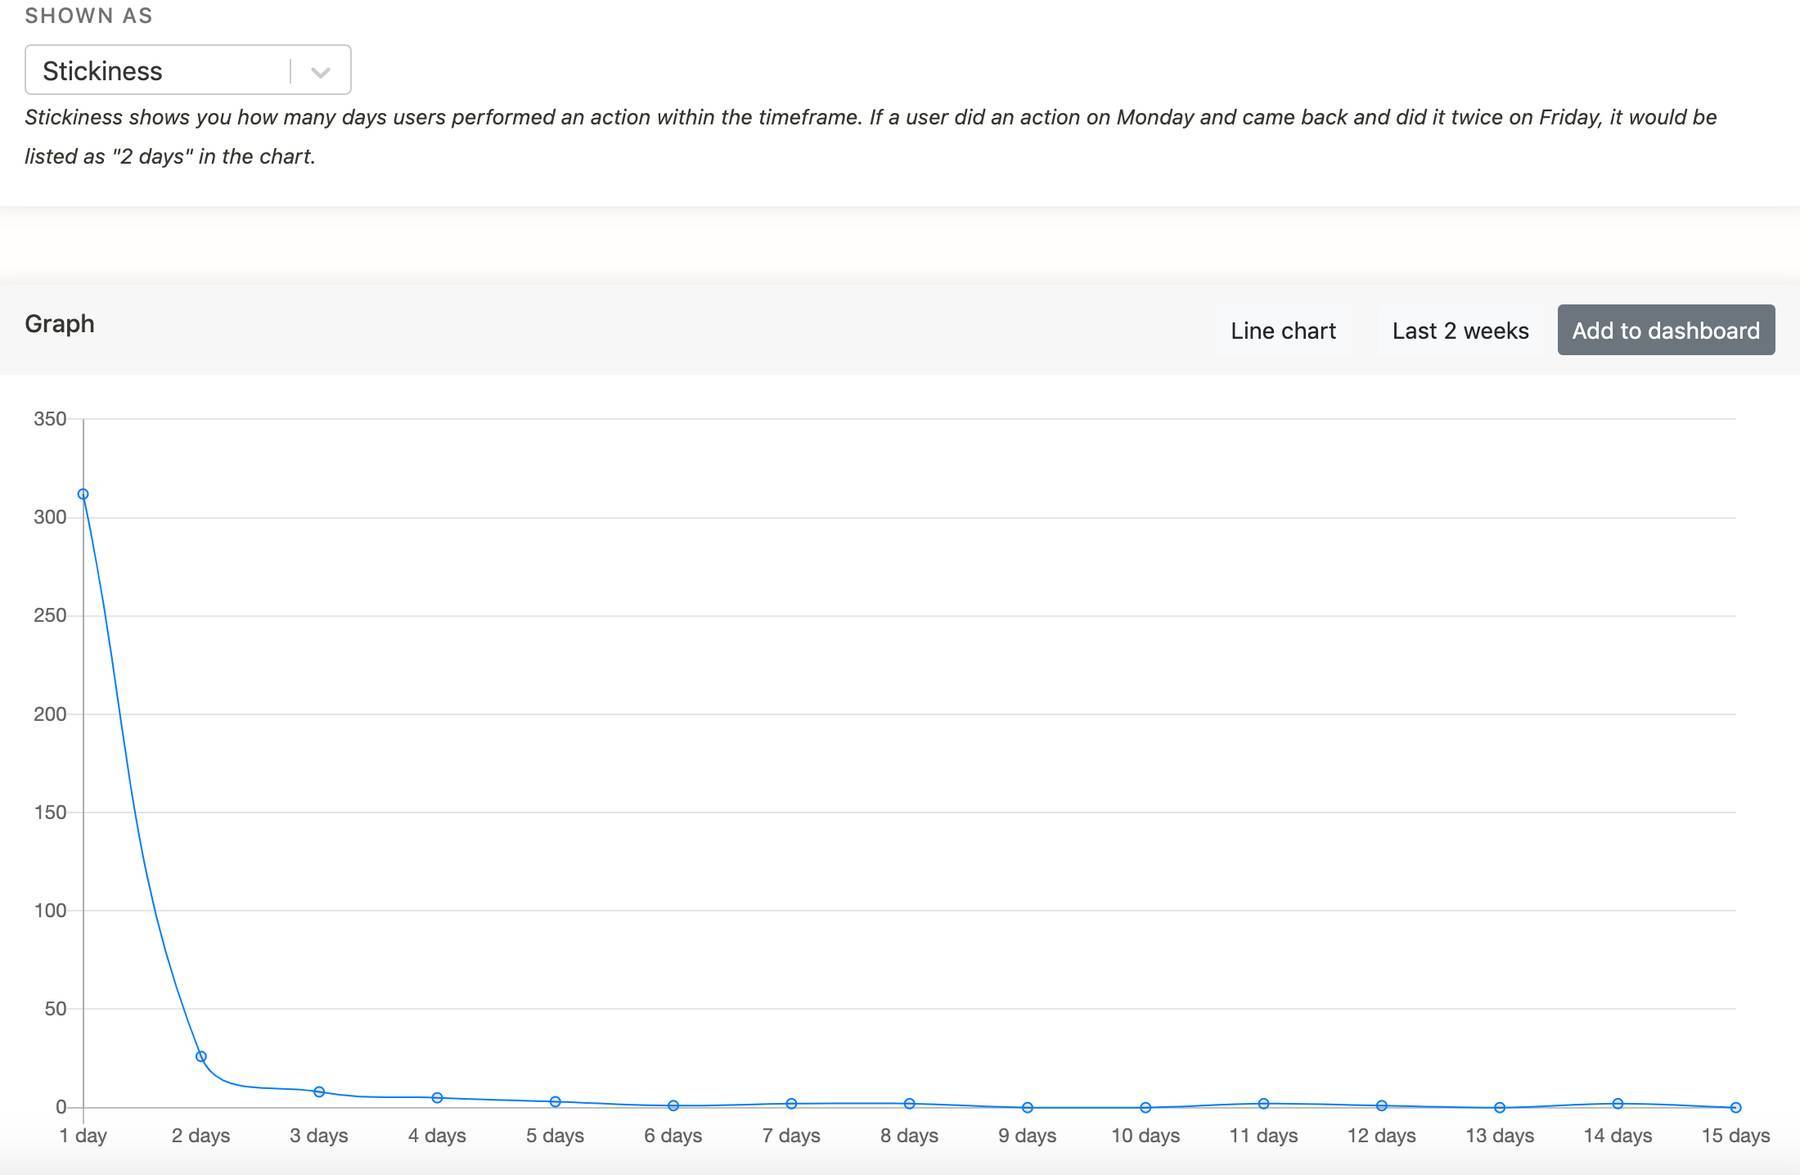 SHOWN AS
Stickiness
Stickiness shows you how many days users performed an action within the timeframe. If a user did an action on Monday and came back and did it twice on Friday, it would be
listed as "2 days" in the chart.
Graph
Line chart
Last 2 weeks
Add to dashboard
350
300
250
200
150
100
50
0
1 day 2 days 3 days 4 days 5 days 6 days 7 days 8 days 9 days 10 days 11 days 12 days 13 days 14 days 15 days